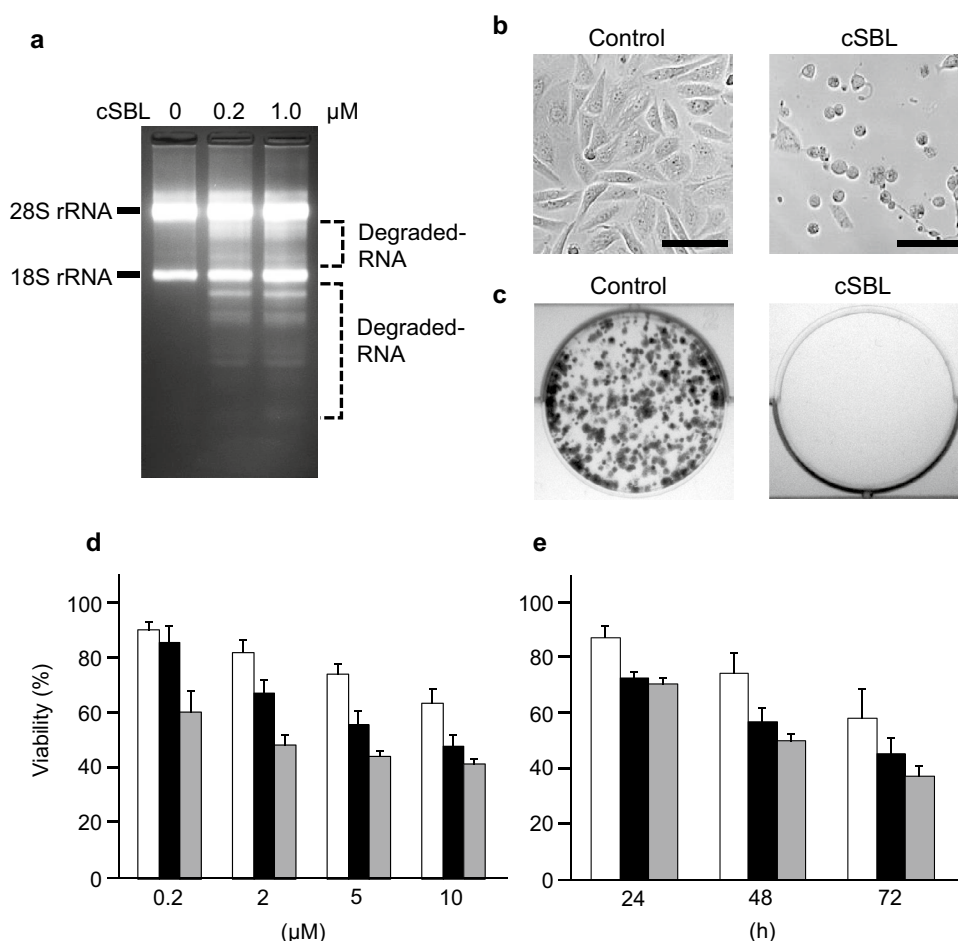 a
cSBL 0 0.2 1.0 µM
28S rRNA
18S rRNA
Degraded-
RNA
Degraded-
RNA
b
Control cSBL
c
Control cSBL
d
Viability (%)
100
80
60
40
20
0
0.2 2 5 10
(µM)
e
100
80
60
40
20
0
24 48 72
(h)